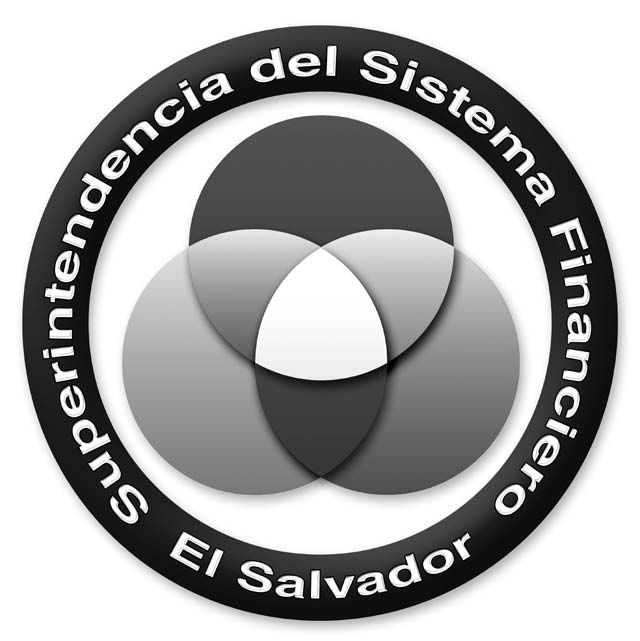 Superintendencia del Sistema Financiero
El Salvador